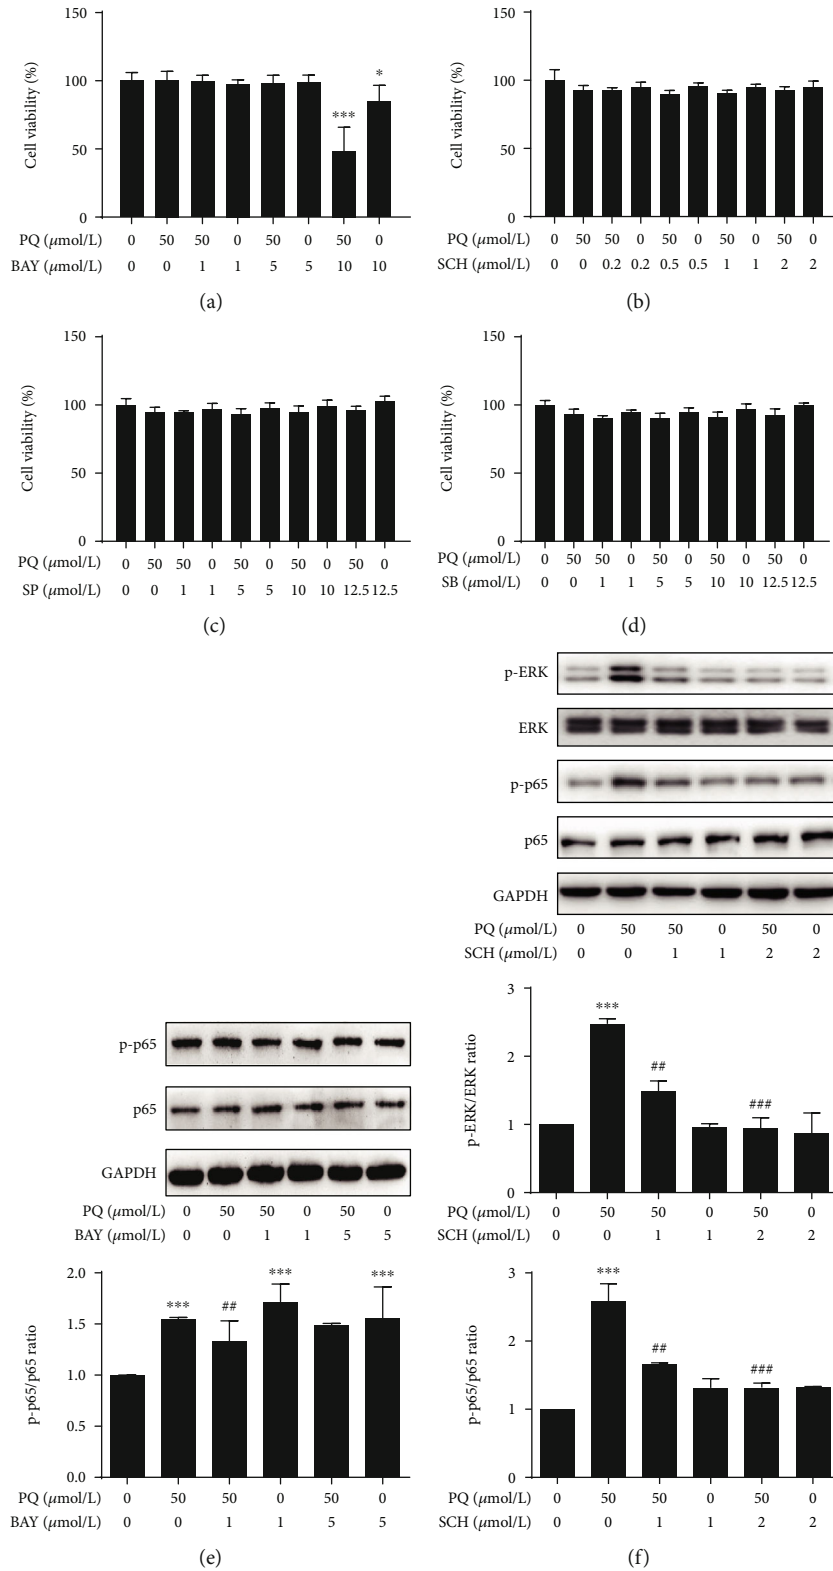 150
100
50
0
Cell viability (%)
***
*
PQ (μmol/L) 0 50 50 0 50 0 50 0
BAY (μmol/L) 0 0 1 1 5 5 10 10
(a)
150
100
50
0
Cell viability (%)
PQ (μmol/L) 0 50 50 0 50 0 50 0 50 0
SCH (μmol/L) 0 0 0.2 0.2 0.5 0.5 1 1 2 2
(b)
150
100
50
0
Cell viability (%)
PQ (μmol/L) 0 50 50 0 50 0 50 0 50 0
SP (μmol/L) 0 0 1 1 5 5 10 10 12.5 12.5
(c)
150
100
50
0
Cell viability (%)
PQ (μmol/L) 0 50 50 0 50 0 50 0 50 0
SB (μmol/L) 0 0 1 1 5 5 10 10 12.5 12.5
(d)
p-p65
p65
GAPDH
PQ (μmol/L) 0 50 50 0 50 0
BAY (μmol/L) 0 0 1 1 5 5
2.0
1.5
1.0
0.5
0.0
p-p65/p65 ratio
*** ## *** ***
PQ (μmol/L) 0 50 50 0 50 0
BAY (μmol/L) 0 0 1 1 5 5
(e)
p-ERK
ERK
p-p65
p65
GAPDH
PQ (μmol/L) 0 50 50 0 50 0
SCH (μmol/L) 0 0 1 1 2 2
3
2
1
0
p-ERK/ERK ratio
***
##
###
PQ (μmol/L) 0 50 50 0 50 0
SCH (μmol/L) 0 0 1 1 2 2
3
2
1
0
p-p65/p65 ratio
***
##
###
PQ (μmol/L) 0 50 50 0 50 0
SCH (μmol/L) 0 0 1 1 2 2
(f)